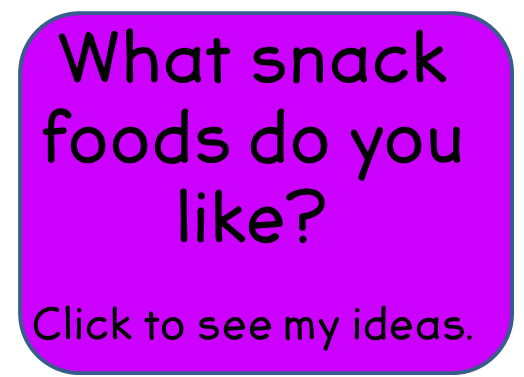 What snack
foods do you
like?
Click to see my ideas.